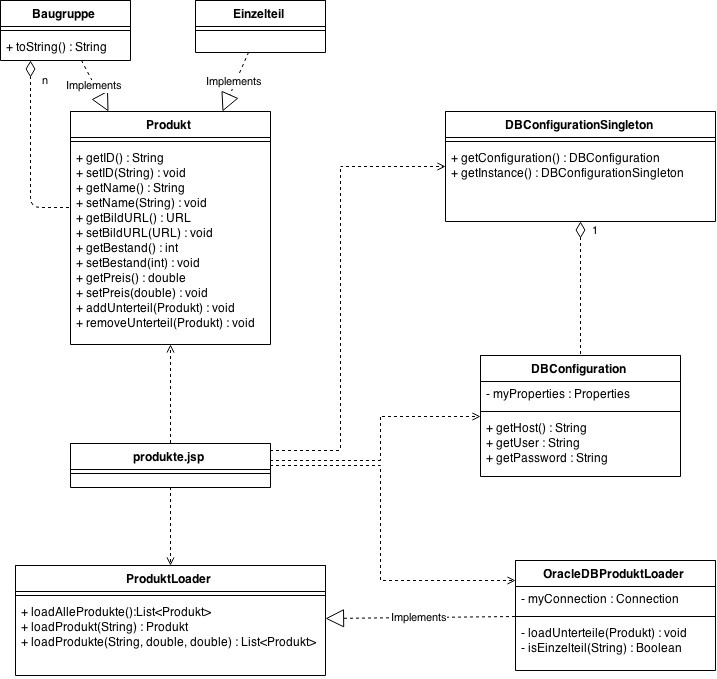 Baugruppe
+ toString() : String
Einzelteil
n
Implements
Implements
Produkt
+ getID() : String
+ setID(String) : void
+ getName() : String
+ setName(String) : void
+ getBildURL() : URL
+ setBildURL(URL) : void
+ getBestand() : int
+ setBestand(int) : void
+ getPreis() : double
+ setPreis(double) : void
+ addUnterteil(Produkt) : void
+ removeUnterteil(Produkt) : void
DBConfigurationSingleton
+ getConfiguration() : DBConfiguration
+ getInstance() : DBConfigurationSingleton
1
DBConfiguration
- myProperties : Properties
+ getHost() : String
+ getUser : String
+ getPassword : String
produkte.jsp
ProduktLoader
+ loadAlleProdukte():List<Produkt>
+ loadProdukt(String) : Produkt
+ loadProdukte(String, double, double) : List<Produkt>
Implements
OracleDBProduktLoader
- myConnection : Connection
- loadUnterteile(Produkt) : void
- isEinzelteil(String) : Boolean